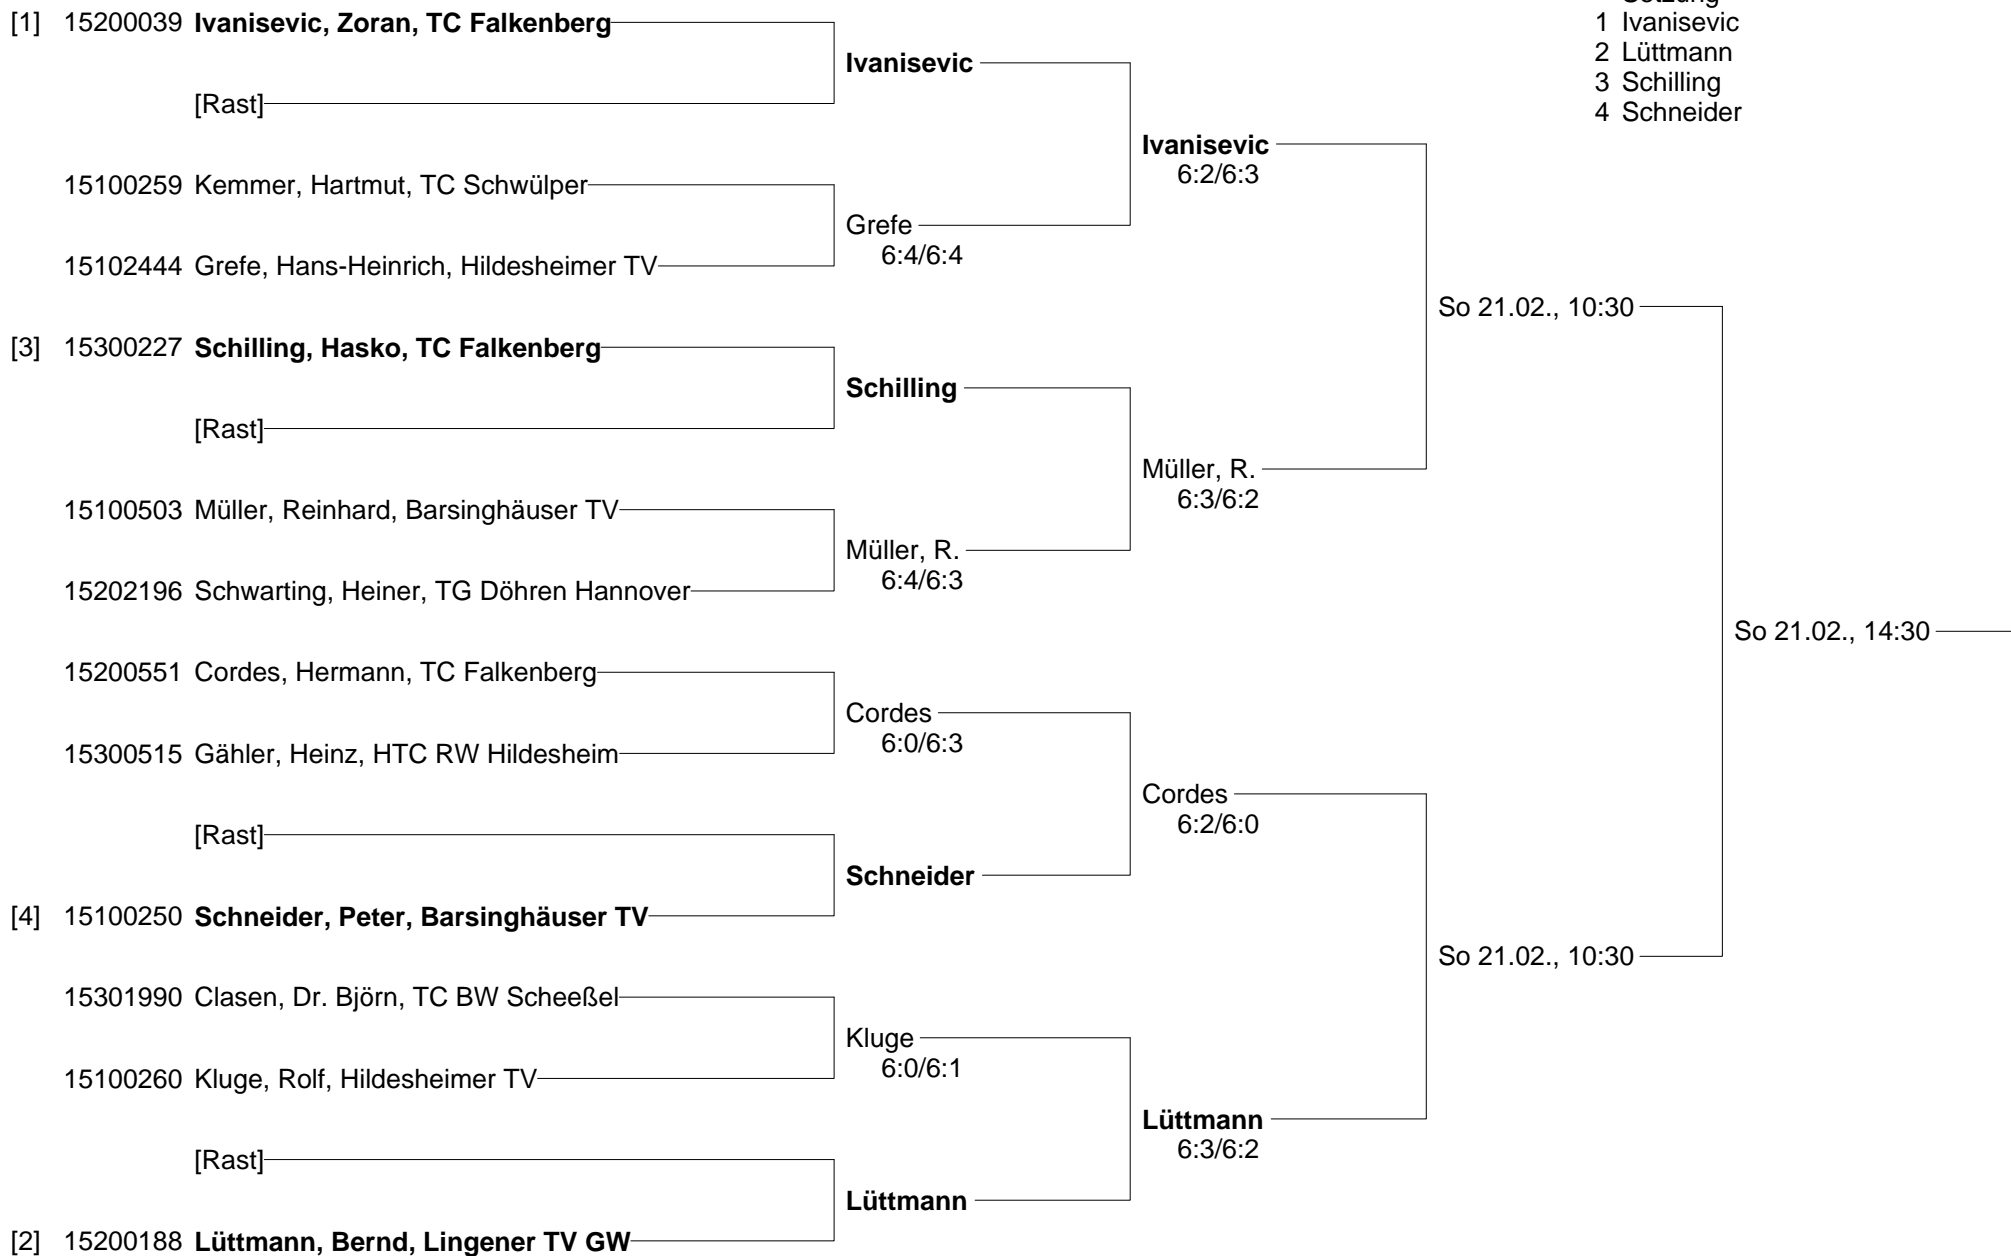 Setzung
[1] 15200039 Ivanisevic, Zoran, TC Falkenberg
1 Ivanisevic
2 Lüttmann
3 Schilling
4 Schneider
Ivanisevic
[Rast]
Ivanisevic
6:2/6:3
15100259 Kemmer, Hartmut, TC Schwülper
Grefe
6:4/6:4
15102444 Grefe, Hans-Heinrich, Hildesheimer TV
So 21.02., 10:30
[3] 15300227 Schilling, Hasko, TC Falkenberg
Schilling
[Rast]
Müller, R.
6:3/6:2
15100503 Müller, Reinhard, Barsinghäuser TV
Müller, R.
6:4/6:3
15202196 Schwarting, Heiner, TG Döhren Hannover
So 21.02., 14:30
15200551 Cordes, Hermann, TC Falkenberg
Cordes
6:0/6:3
15300515 Gähler, Heinz, HTC RW Hildesheim
Cordes
6:2/6:0
[Rast]
Schneider
[4] 15100250 Schneider, Peter, Barsinghäuser TV
So 21.02., 10:30
15301990 Clasen, Dr. Björn, TC BW Scheeßel
Kluge
6:0/6:1
15100260 Kluge, Rolf, Hildesheimer TV
Lüttmann
6:3/6:2
[Rast]
Lüttmann
[2] 15200188 Lüttmann, Bernd, Lingener TV GW